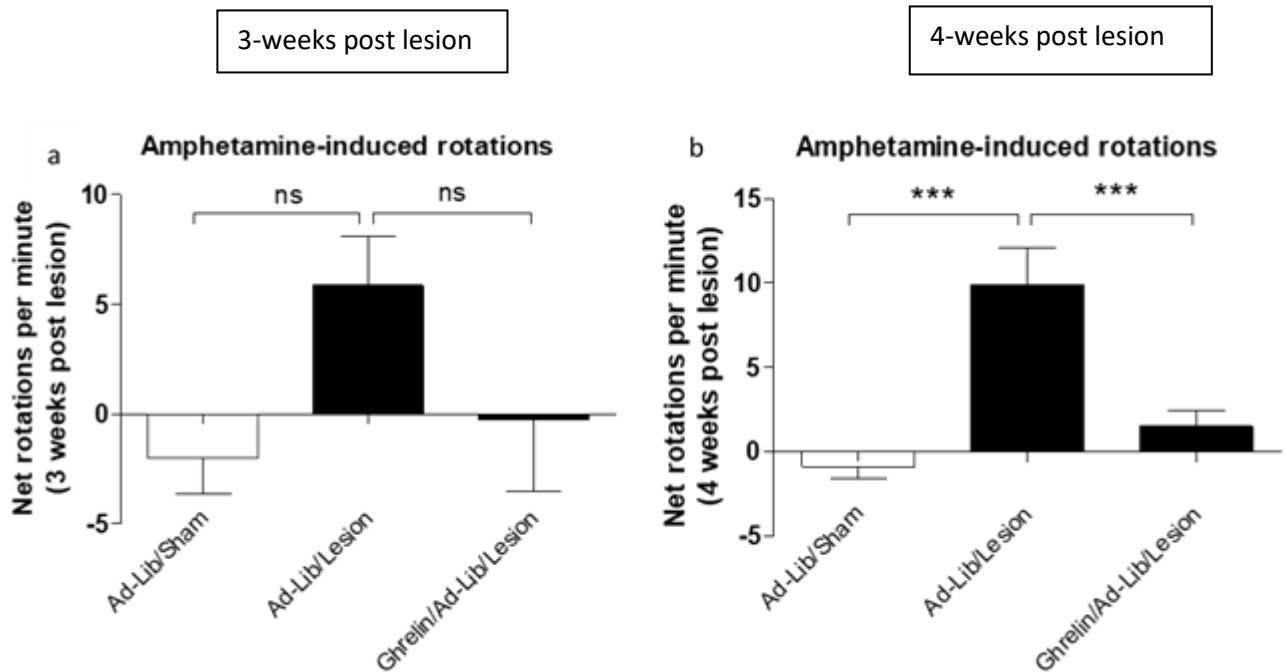 3-weeks post lesion
4-weeks post lesion
a
Amphetamine-induced rotations
Net rotations per minute
(3 weeks post lesion)
10
5
0
-5
ns
ns
Ad-Lib/Sham
Ad-Lib/Lesion
Ghrelin/Ad-Lib/Lesion
b
Amphetamine-induced rotations
Net rotations per minute
(4 weeks post lesion)
15
10
5
0
-5
***
***
Ad-Lib/Sham
Ad-Lib/Lesion
Ghrelin/Ad-Lib/Lesion